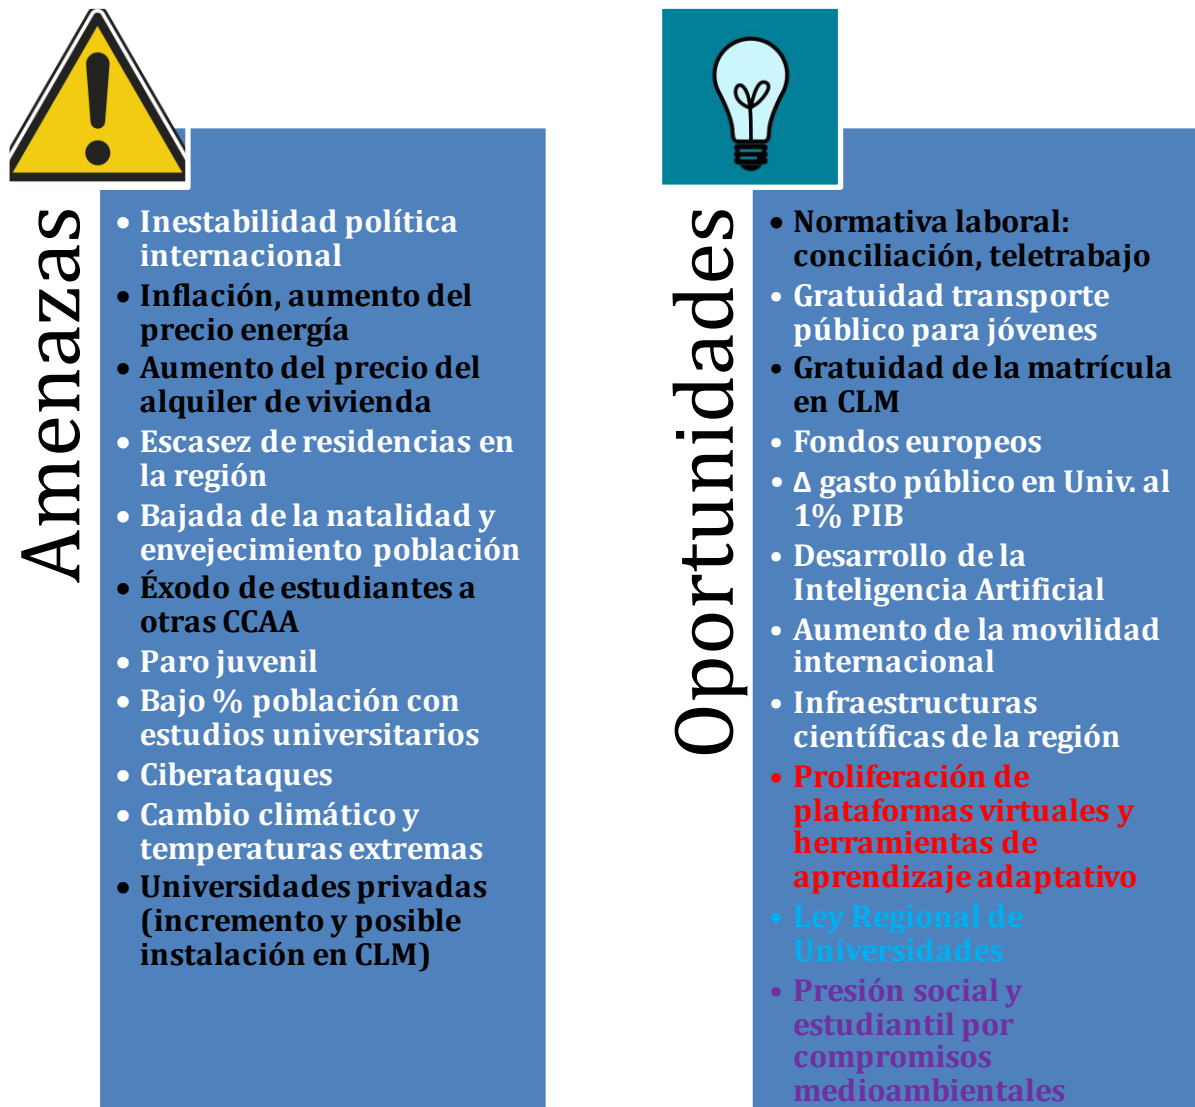 Amenazas
• Inestabilidad política
internacional
• Inflación, aumento del
precio energía
• Aumento del precio del
alquiler de vivienda
• Escasez de residencias en
la región
• Bajada de la natalidad y
envejecimiento población
• Éxodo de estudiantes a
otras CCAA
• Paro juvenil
• Bajo % población con
estudios universitarios
• Ciberataques
• Cambio climático y
temperaturas extremas
• Universidades privadas
(incremento y posible
instalación en CLM)
Oportunidades
• Normativa laboral:
conciliación, teletrabajo
• Gratuidad transporte
público para jóvenes
• Gratuidad de la matrícula
en CLM
• Fondos europeos
• Δ gasto público en Univ. al
1% PIB
• Desarrollo de la
Inteligencia Artificial
• Aumento de la movilidad
internacional
• Infraestructuras
científicas de la región
• Proliferación de
plataformas virtuales y
herramientas de
aprendizaje adaptativo
• Ley Regional de
Universidades
• Presión social y
estudiantil por
compromisos
medioambientales